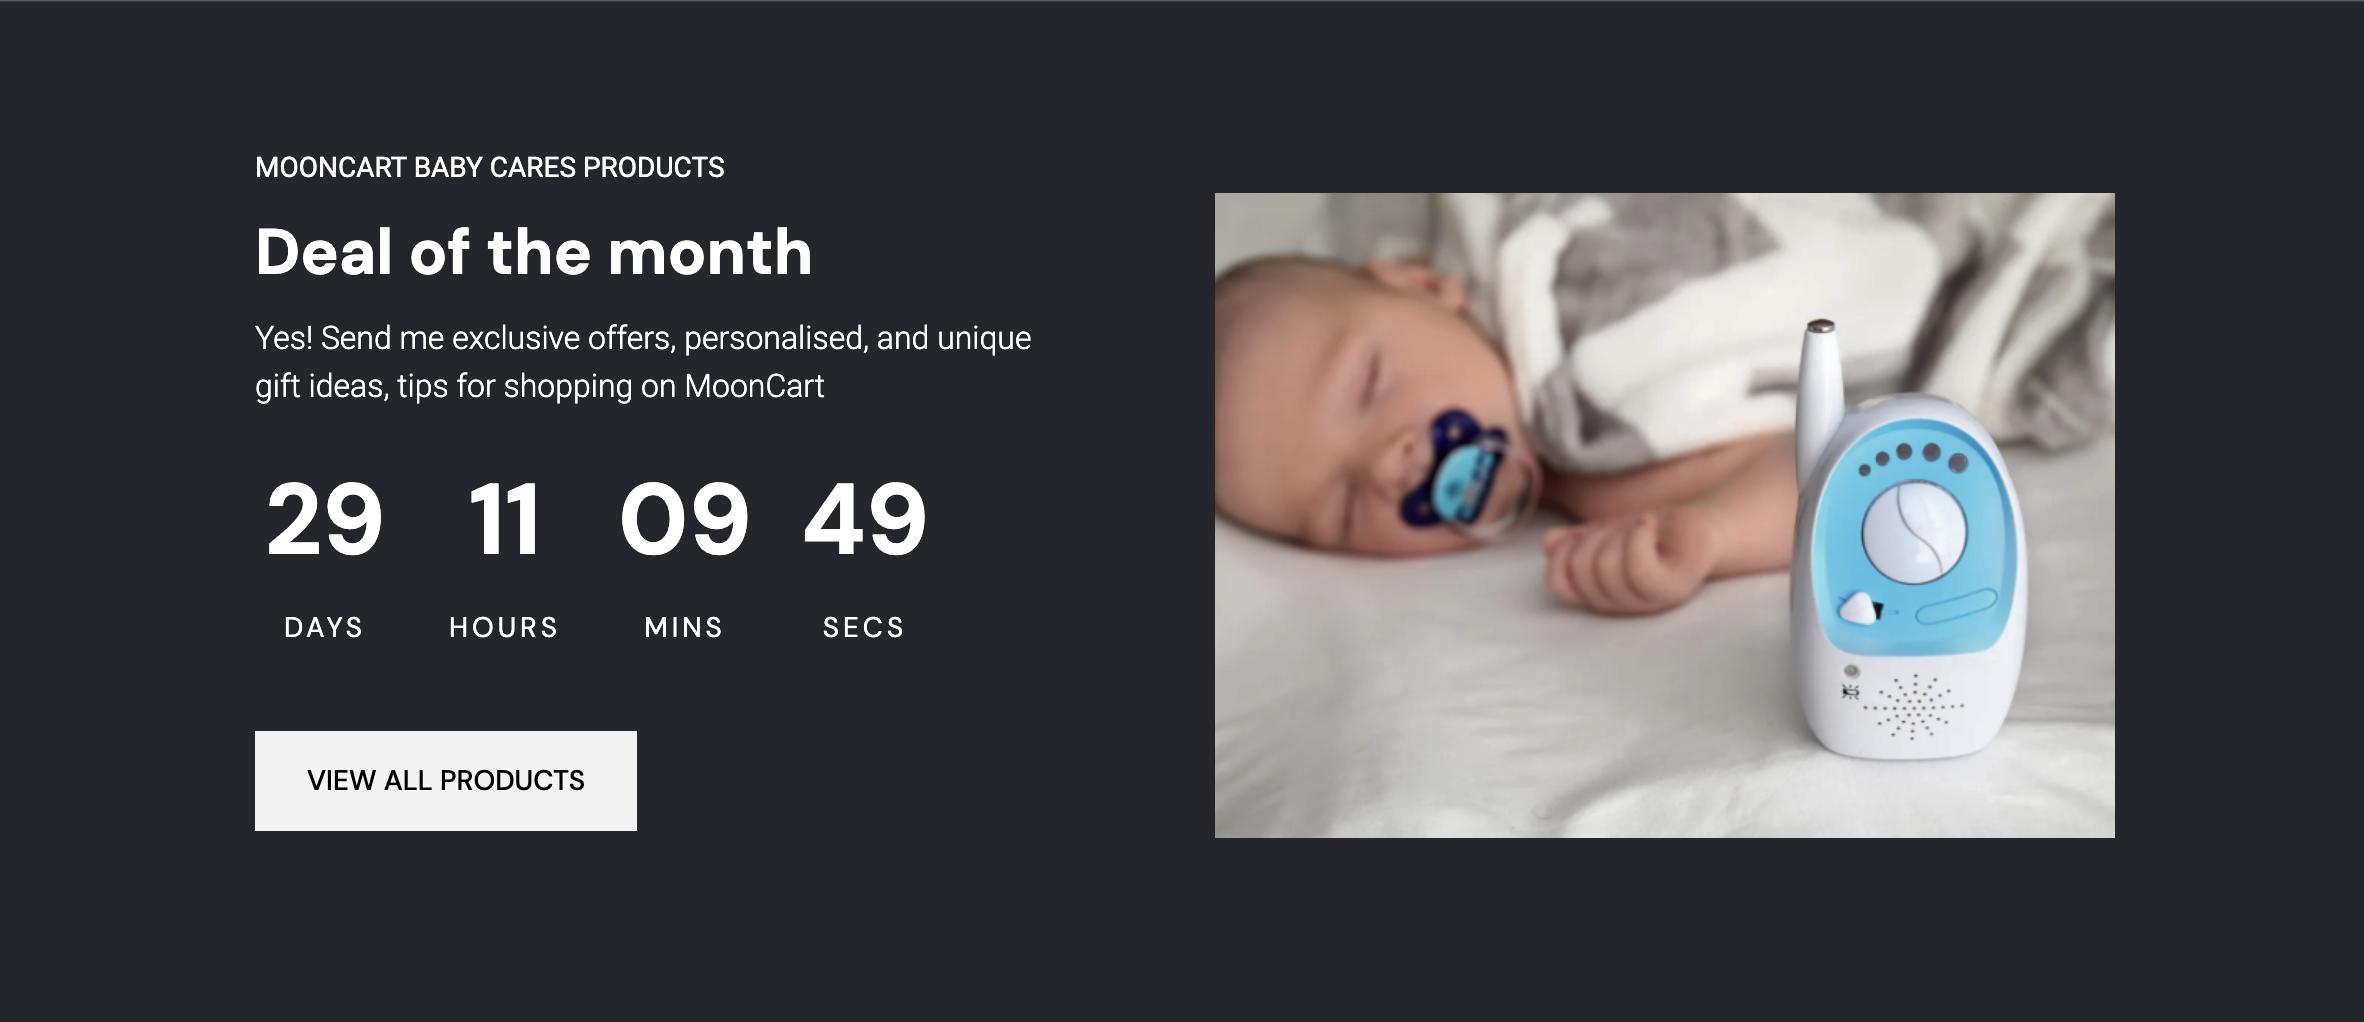 MOONCART BABY CARES PRODUCTS
Deal of the month
Yes! Send me exclusive offers, personalised, and unique
gift ideas, tips for shopping on MoonCart
29 11 09 49
DAYS HOURS MINS SECS
VIEW ALL PRODUCTS